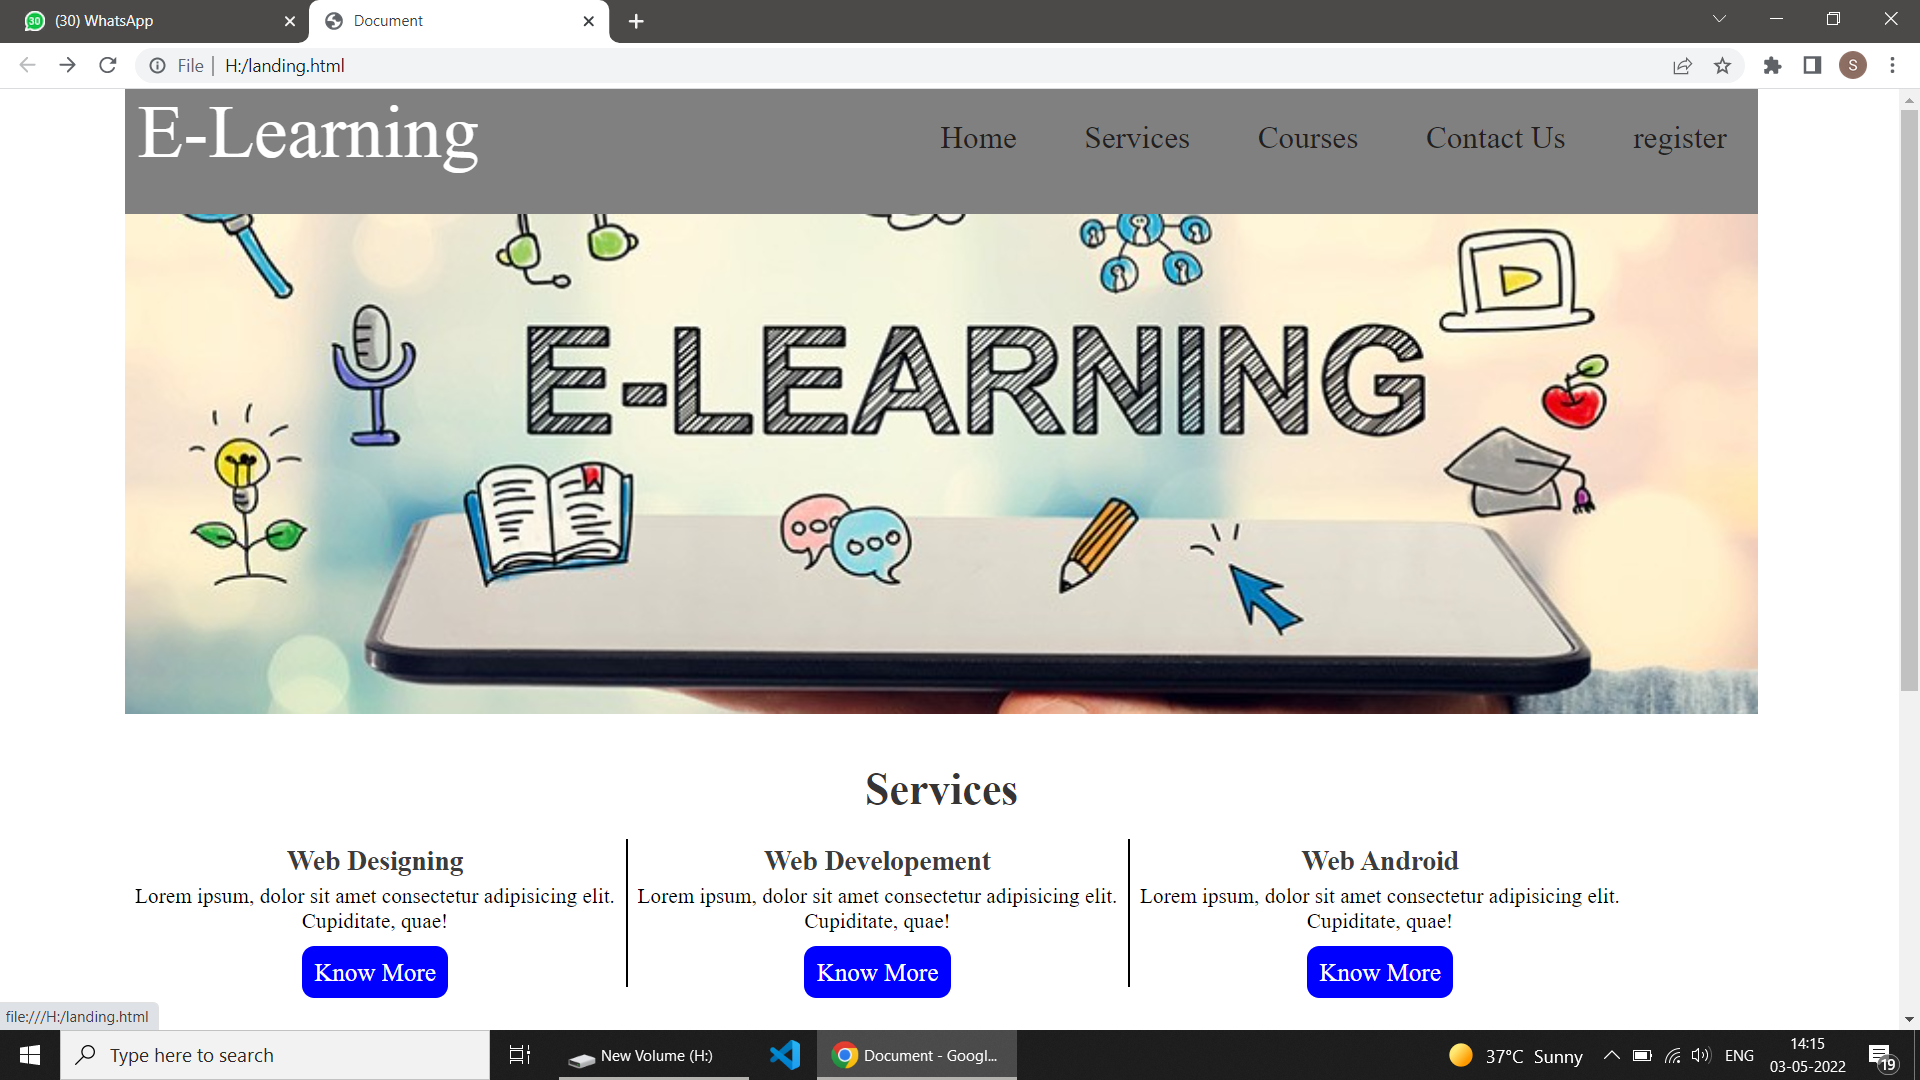 30 (30) WhatsApp
Document
File | H:/landing.html
S
E-Learning
Home Services Courses Contact Us register
E-LEARNING
Services
Web Designing
Lorem ipsum, dolor sit amet consectetur adipisicing elit.
Cupiditate, quae!
Know More
Web Developement
Lorem ipsum, dolor sit amet consectetur adipisicing elit.
Cupiditate, quae!
Know More
Web Android
Lorem ipsum, dolor sit amet consectetur adipisicing elit.
Cupiditate, quae!
Know More
file:///H:/landing.html
Type here to search
New Volume (H:)
Document - Googl...
37°C Sunny
ENG
14:15
03-05-2022
19